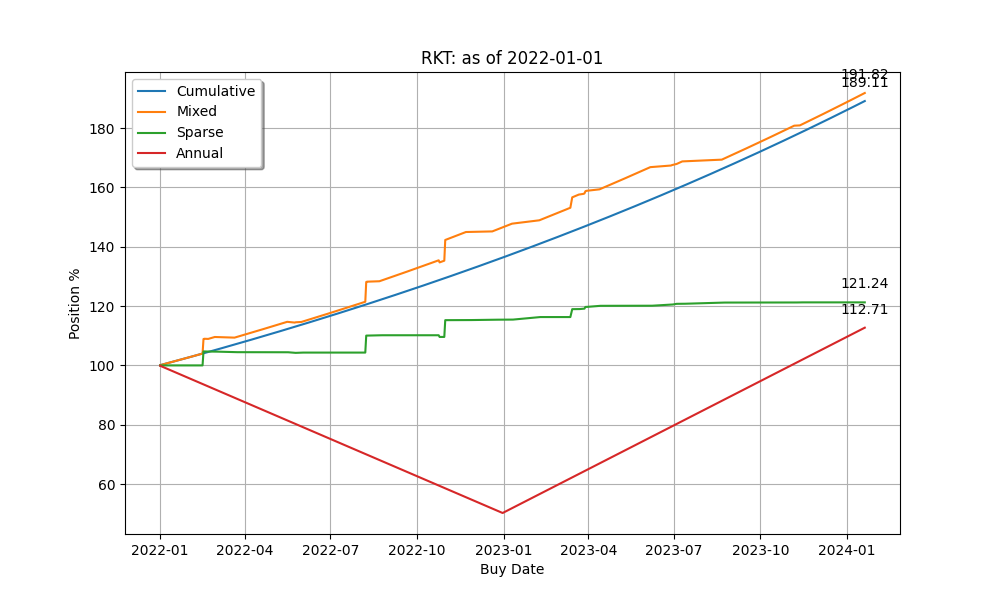 RKT: as of 2022-01-01
Cumulative
Mixed
Sparse
Annual
191.82
189.11
121.24
112.71
Position %
180
160
140
120
100
80
60
2022-01
2022-04
2022-07
2022-10
2023-01
2023-04
2023-07
2023-10
2024-01
Buy Date